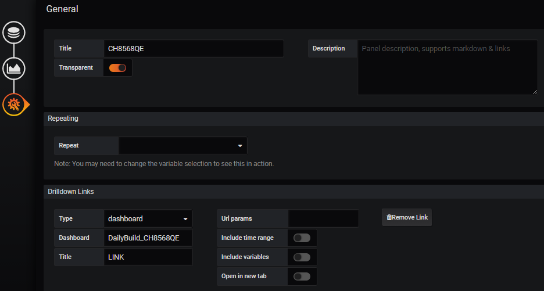 General
Title CH8568QE Description Panel description, supports markdown & links
Transparent
Repeating
Repeat
Note: You may need to change the variable selection to see this in action.
Drilldown Links
Type dashboard Url params Remove Link
Dashboard DailyBuild_CH8568QE Include time range
Title LINK Include variables
Open in new tab